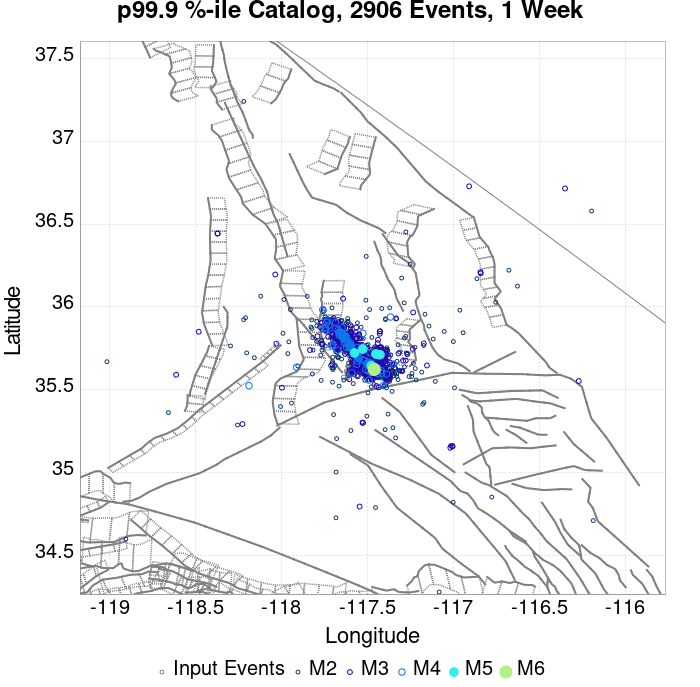 p99.9 %-ile Catalog, 2906 Events, 1 Week
37.5
37
36.5
36
35.5
35
34.5
Latitude
-119 -118.5 -118 -117.5 -117 -116.5 -116
Longitude
Input Events M2 M3 M4 M5 M6